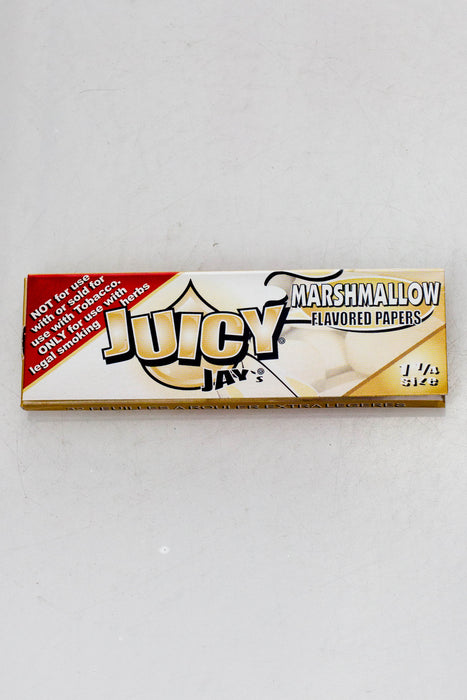 NOT for use
with or sold for
use with Tobacco.
ONLY for use with
legal smoking herbs
JUICY®
JAY'S®
MARSHMALLOW
FLAVORED PAPERS
1 1/4
SIZE